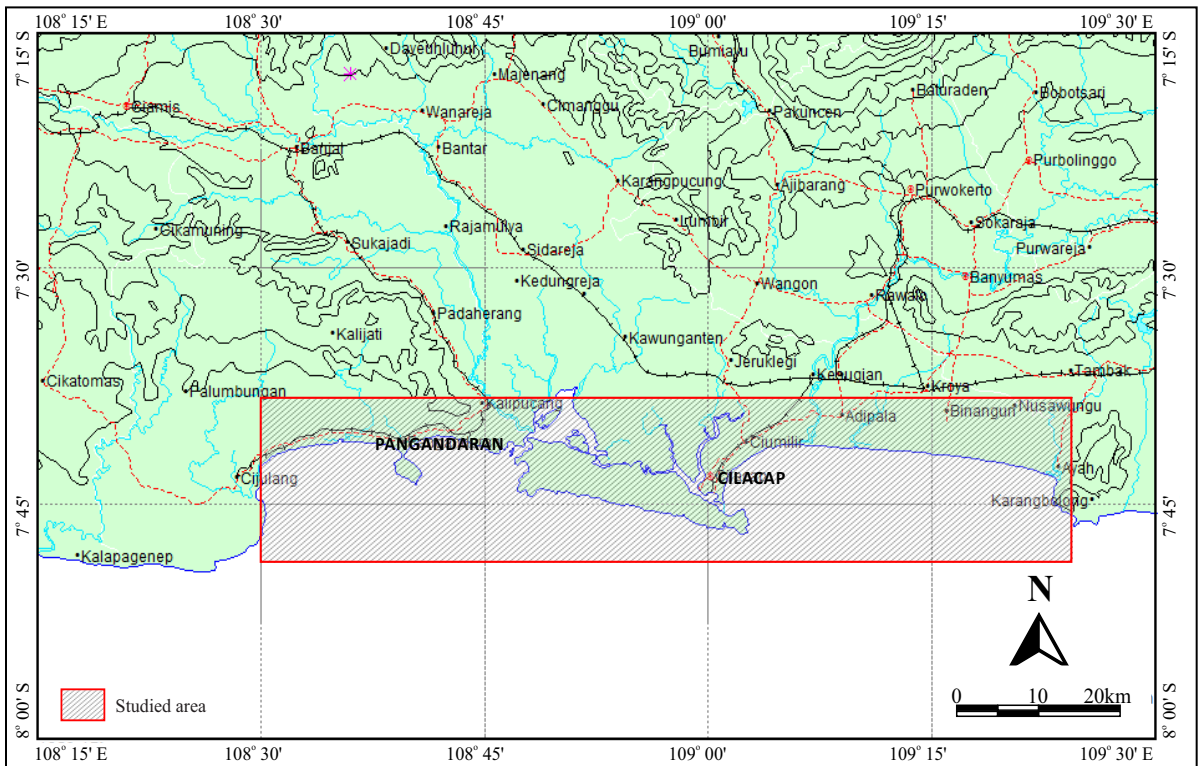 108° 15' E 108° 30' 108° 45' 109° 00' 109° 15' 109° 30' E
7° 15' S
7° 15' S
Dayeuhluhur
Bumiayu
Majenang
Ciamis
Wanareja
Cimanggu
Pakuncen
Baturaden
Bobotsari
Banjar
Bantar
Karangpucung
Ajibarang
Purwokerto
Purbolinggo
Cikamuning
Rajamulya
Lumbir
Sokaraja
Sukajadi
Sidareja
Purwareja
7° 30'
7° 30'
Kedungreja
Wangon
Banyumas
Rawalo
Padaherang
Kalijati
Kawunganten
Jeruklegi
Cikatomas
Palumbungan
Kesugian
Kroya
Tambak
Kalipucang
Adipala
Binangun
Nusawungu
PANGANDARAN
Ciumilir
Cijulang
CILACAP
Ayah
Karangbolong
7° 45'
7° 45'
Kalapagenep
N
0 10 20km
Studied area
8° 00' S
8° 00' S
108° 15' E 108° 30' 108° 45' 109° 00' 109° 15' 109° 30' E